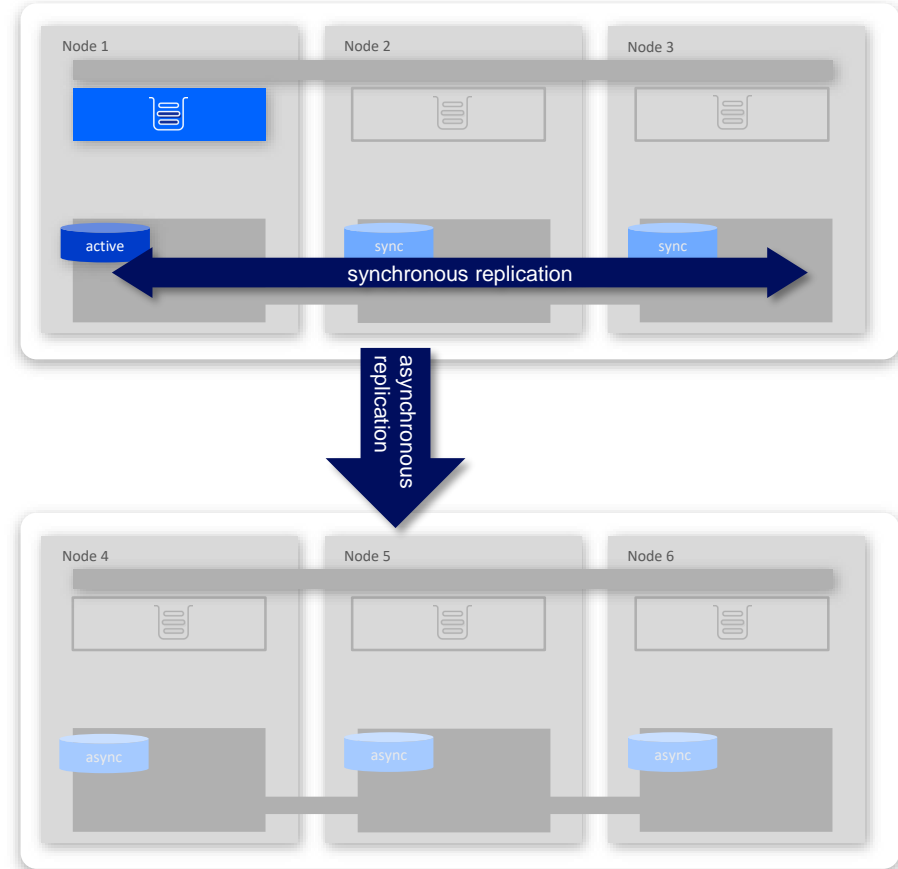 Node 1
Node 2
Node 3
active
sync
sync
synchronous replication
asynchronous
replication
Node 4
Node 5
Node 6
async
async
async